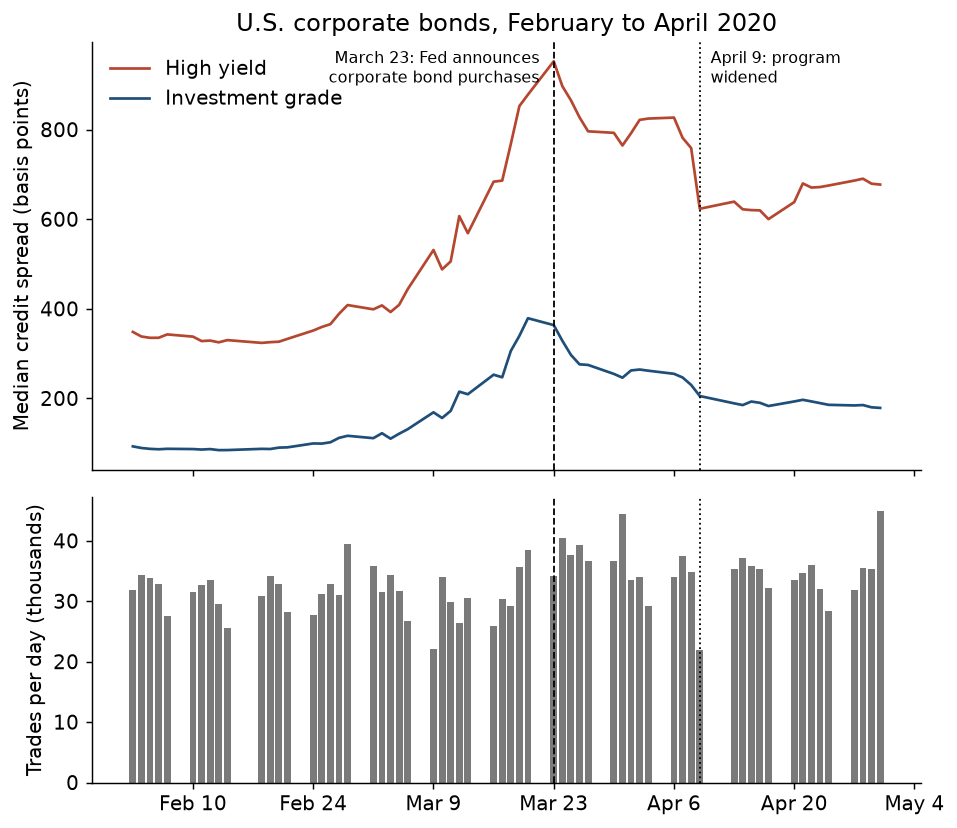 U.S. corporate bonds, February to April 2020
High yield
Investment grade
March 23: Fed announces
corporate bond purchases
April 9: program
widened
Median credit spread (basis points)
800
600
400
200
Trades per day (thousands)
40
30
20
10
0
Feb 10
Feb 24
Mar 9
Mar 23
Apr 6
Apr 20
May 4